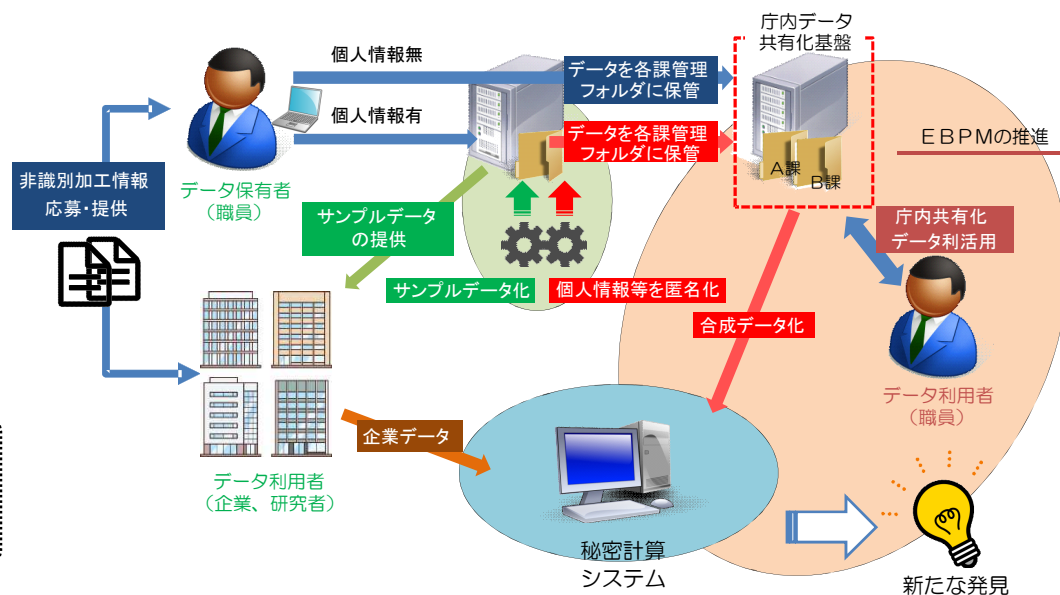 庁内データ
共有化基盤
個人情報無
データを各課管理
フォルダに保管
個人情報有
データを各課管理
フォルダに保管
ＥＢＰＭの推進
A課
B課
非識別加工情報
応募・提供
データ保有者
（職員）
サンプルデータ
の提供
庁内共有化
データ利活用
サンプルデータ化
個人情報等を匿名化
合成データ化
データ利用者
（職員）
企業データ
データ利用者
（企業、研究者）
秘密計算
システム
新たな発見